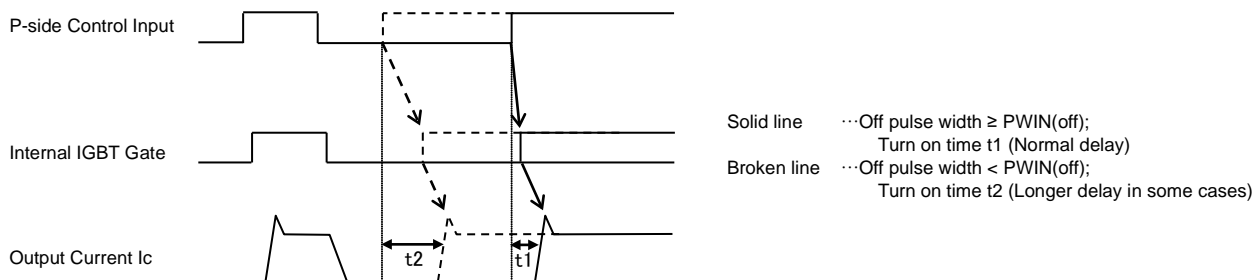 P-side Control Input
Internal IGBT Gate
Output Current Ic
t2
t1
Solid line ⋯Off pulse width ≥ PWIN(off);
Turn on time t1 (Normal delay)
Broken line ⋯Off pulse width < PWIN(off);
Turn on time t2 (Longer delay in some cases)